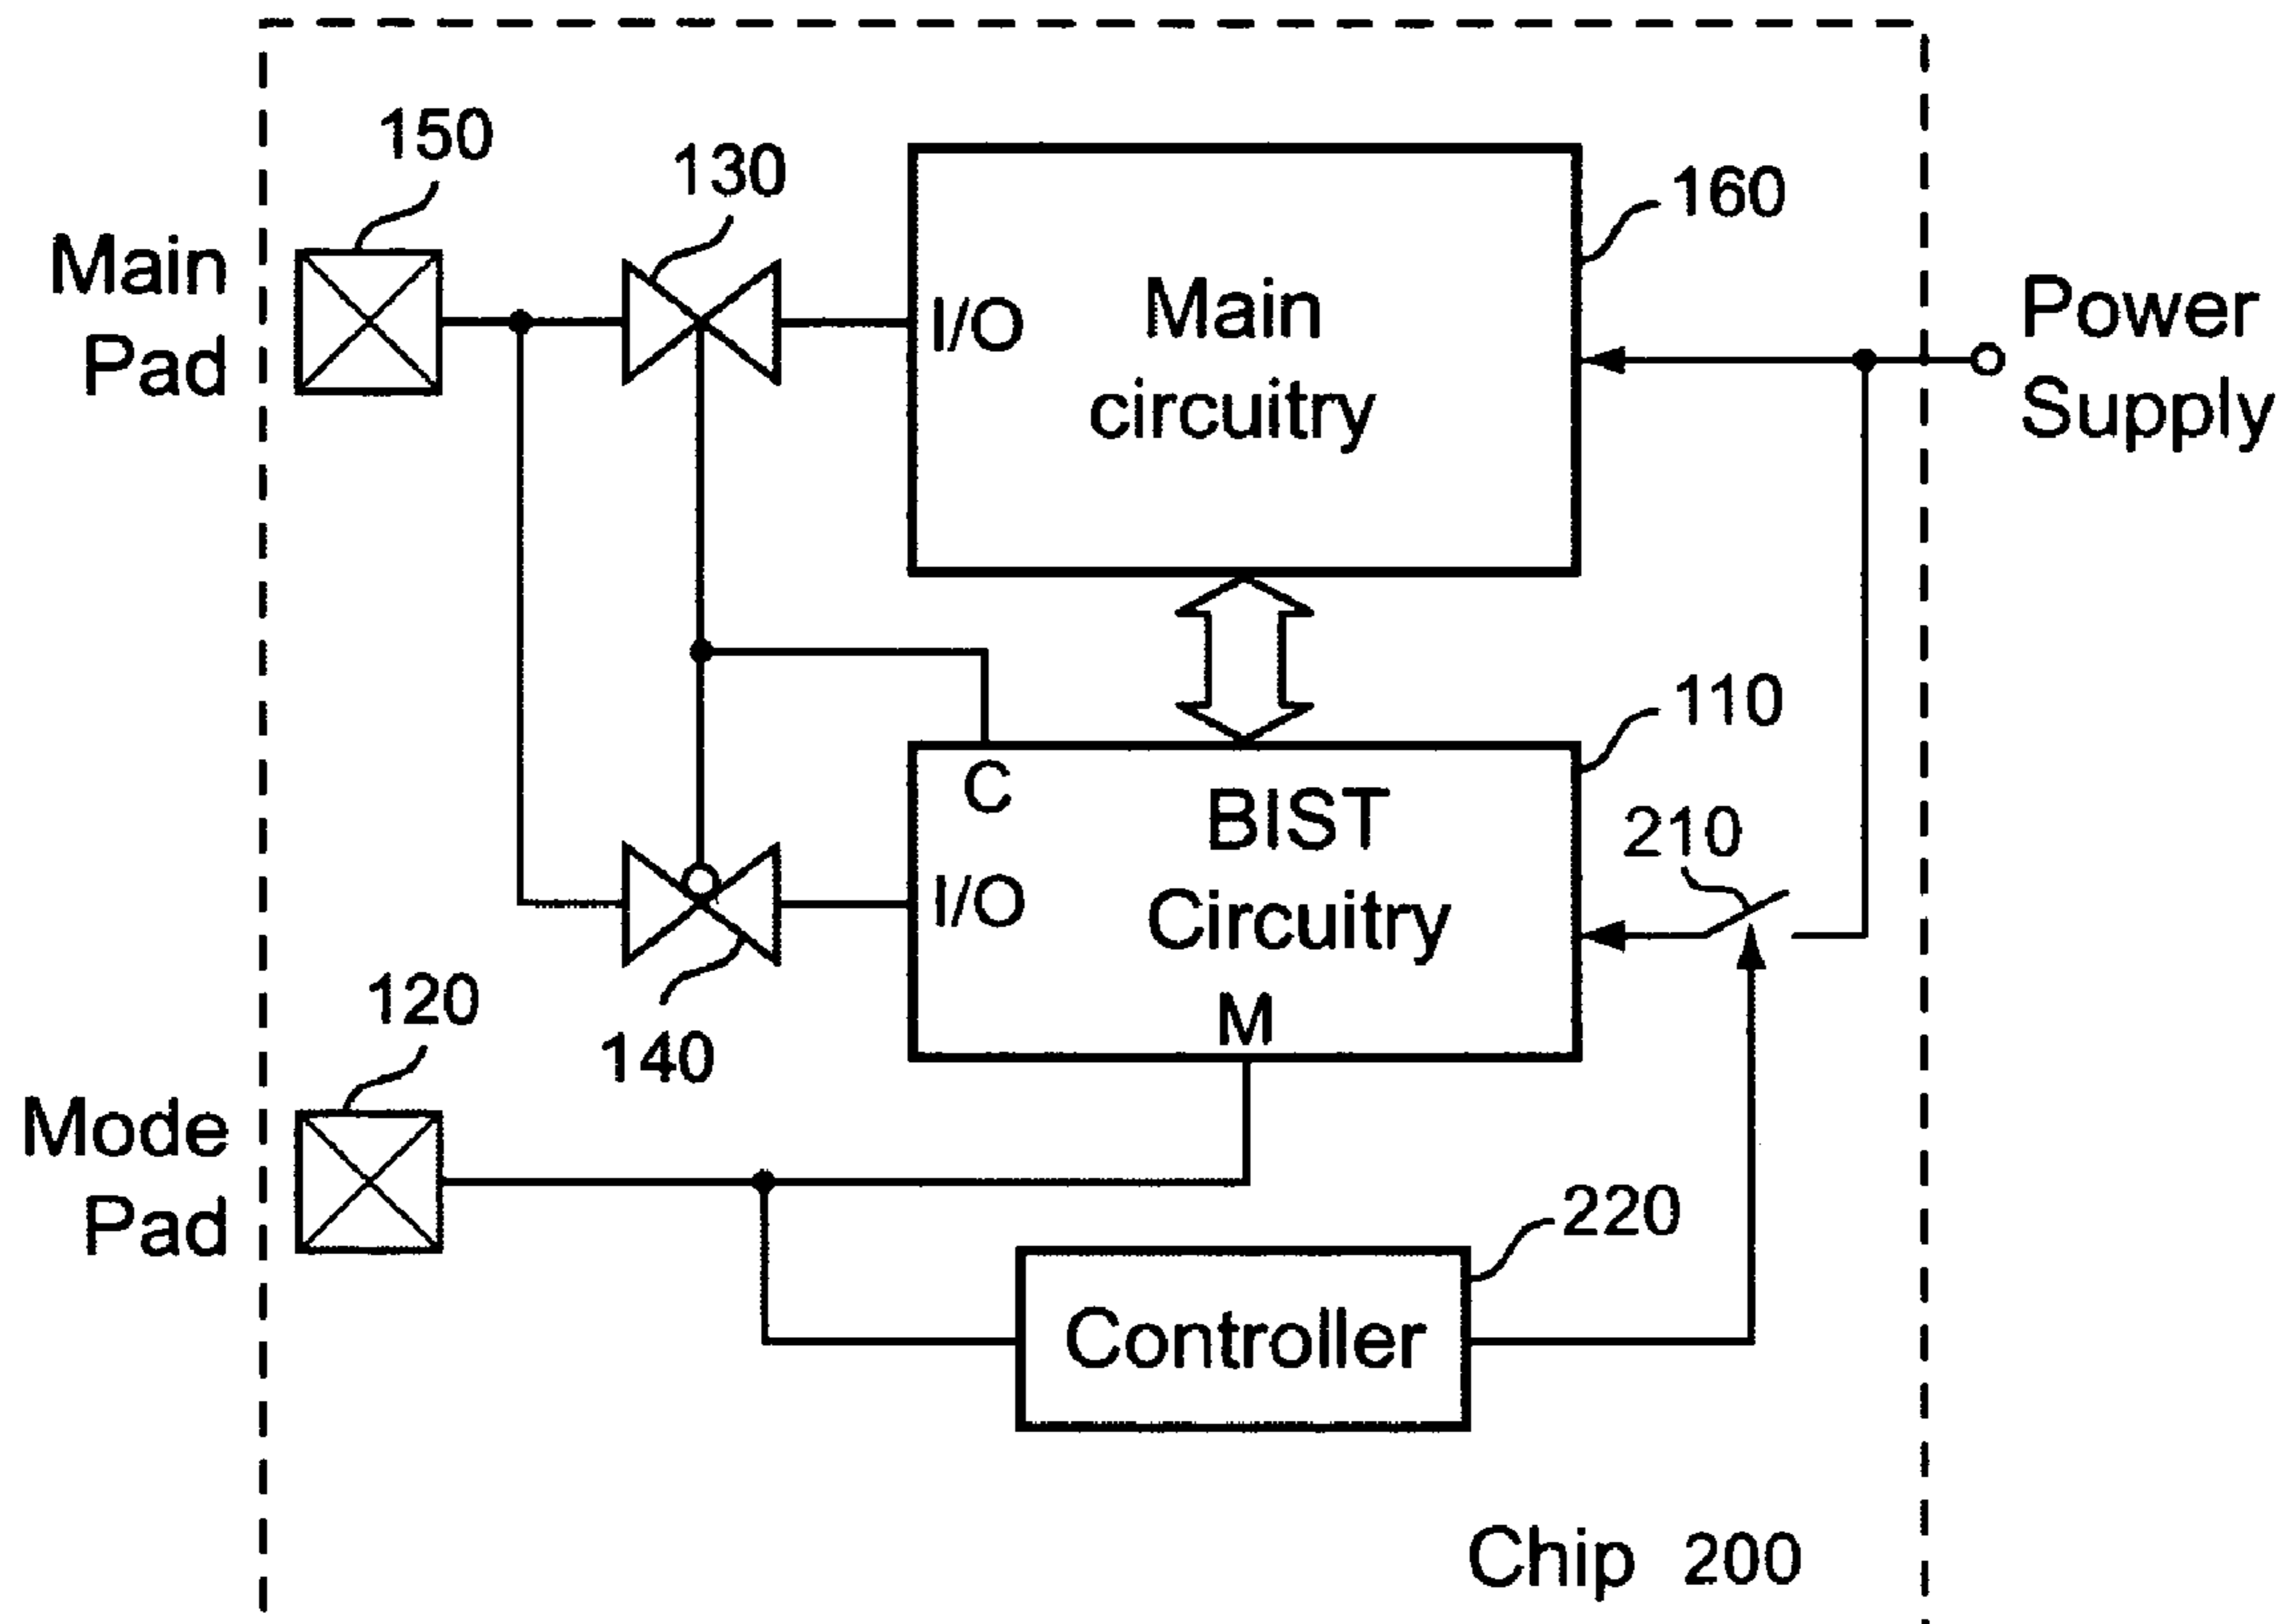 150
130
160
Main
Pad
I/O
Main
circuitry
Power
Supply
110
C
BIST
Circuitry
I/O
M
210
120
140
Mode
Pad
220
Controller
Chip 200